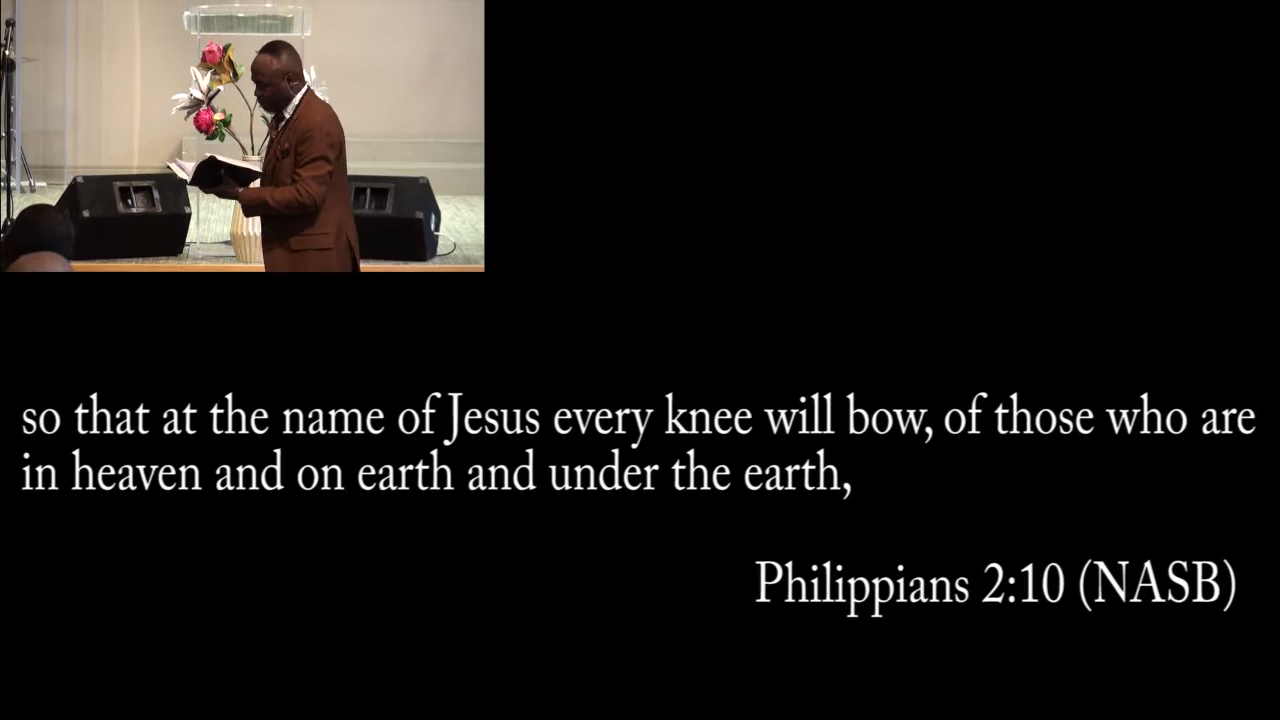 so that at the name of Jesus every knee will bow, of those who are
in heaven and on earth and under the earth,
Philippians 2:10 (NASB)